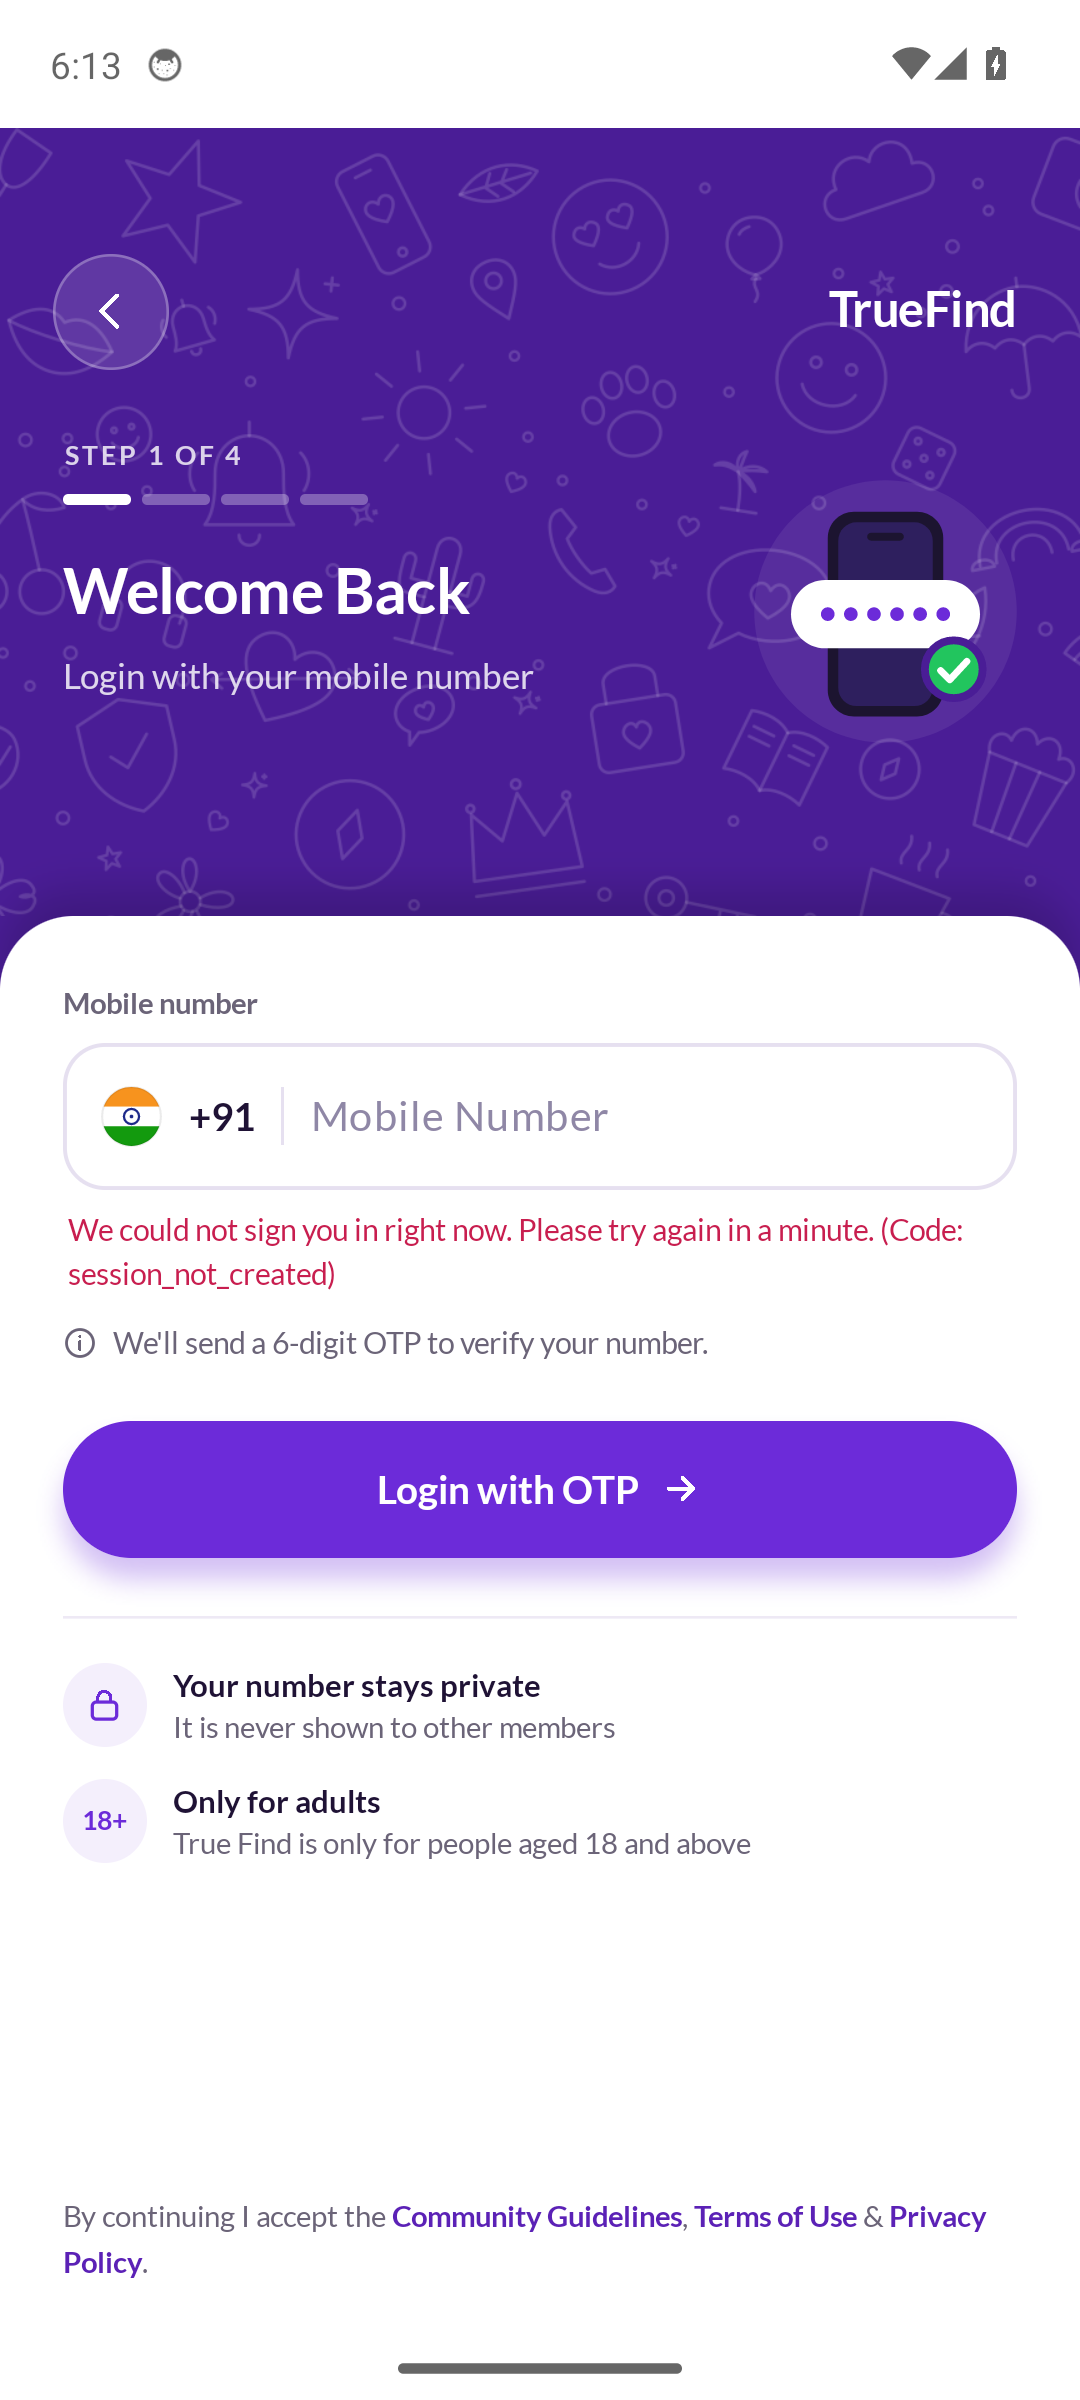 6:13
TrueFind
STEP 1 OF 4
Welcome Back
Login with your mobile number
Mobile number
+91 Mobile Number
We could not sign you in right now. Please try again in a minute. (Code:
session_not_created)
We'll send a 6-digit OTP to verify your number.
Login with OTP
Your number stays private
It is never shown to other members
18+
Only for adults
True Find is only for people aged 18 and above
By continuing I accept the Community Guidelines, Terms of Use & Privacy
Policy.